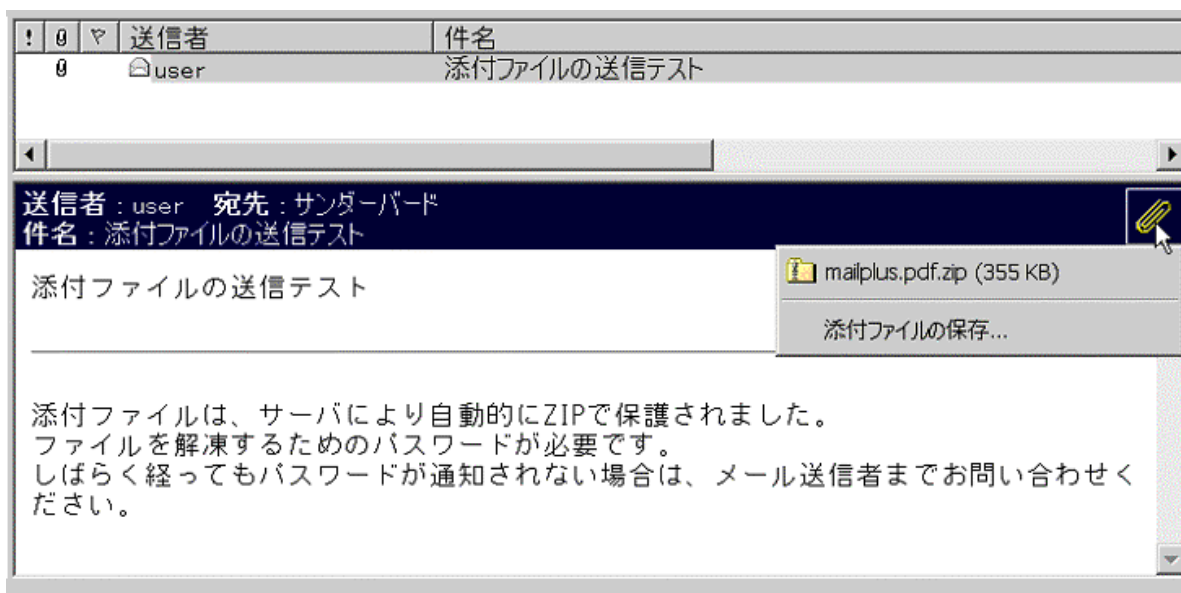 ! 送信者 件名
user 添付ファイルの送信テスト
送信者：user 宛先：サンダーバード
件名：添付ファイルの送信テスト
mailplus.pdf.zip (355 KB)
添付ファイルの送信テスト
添付ファイルの保存...
添付ファイルは、サーバにより自動的にZIPで保護されました。
ファイルを解凍するためのパスワードが必要です。
しばらく経ってもパスワードが通知されない場合は、メール送信者までお問い合わせく
ださい。